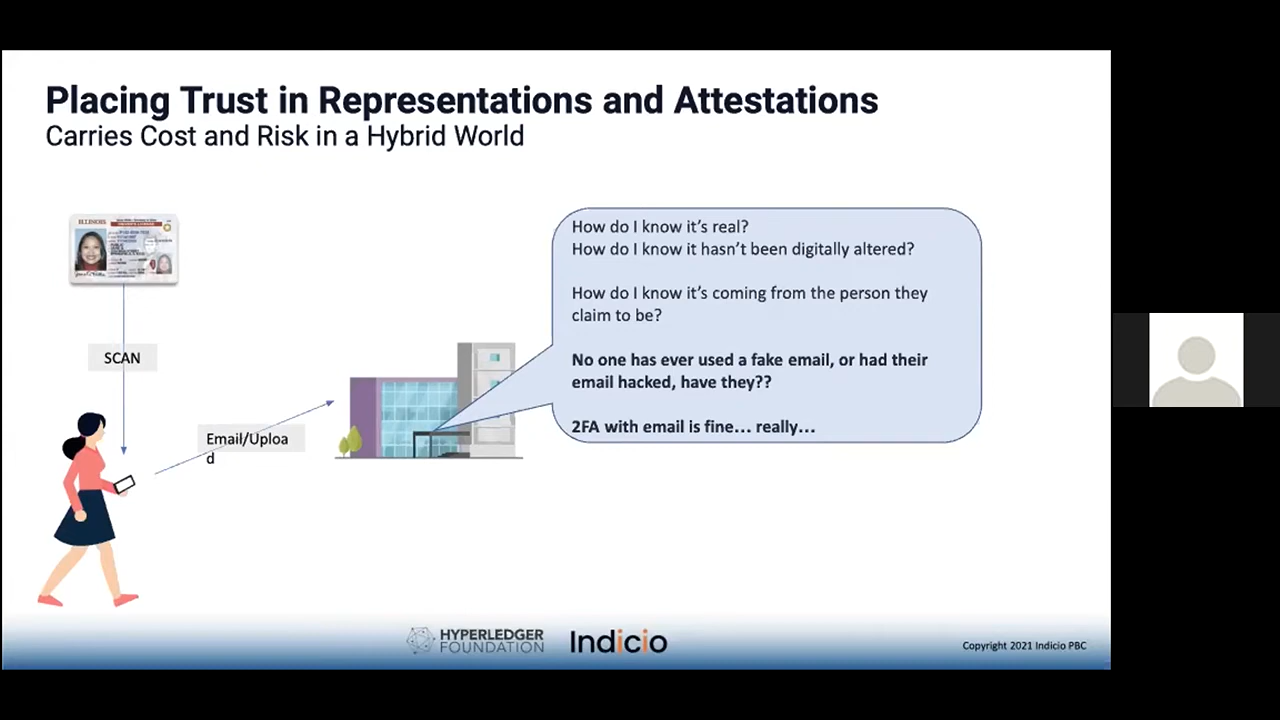 Placing Trust in Representations and Attestations
Carries Cost and Risk in a Hybrid World
ILLINOIS
SCAN
Email/Uploa
d
How do I know it's real?
How do I know it hasn't been digitally altered?
How do I know it's coming from the person they
claim to be?
No one has ever used a fake email, or had their
email hacked, have they??
2FA with email is fine... really...
HYPERLEDGER
FOUNDATION
Indicio
Copyright 2021 Indicio PBC